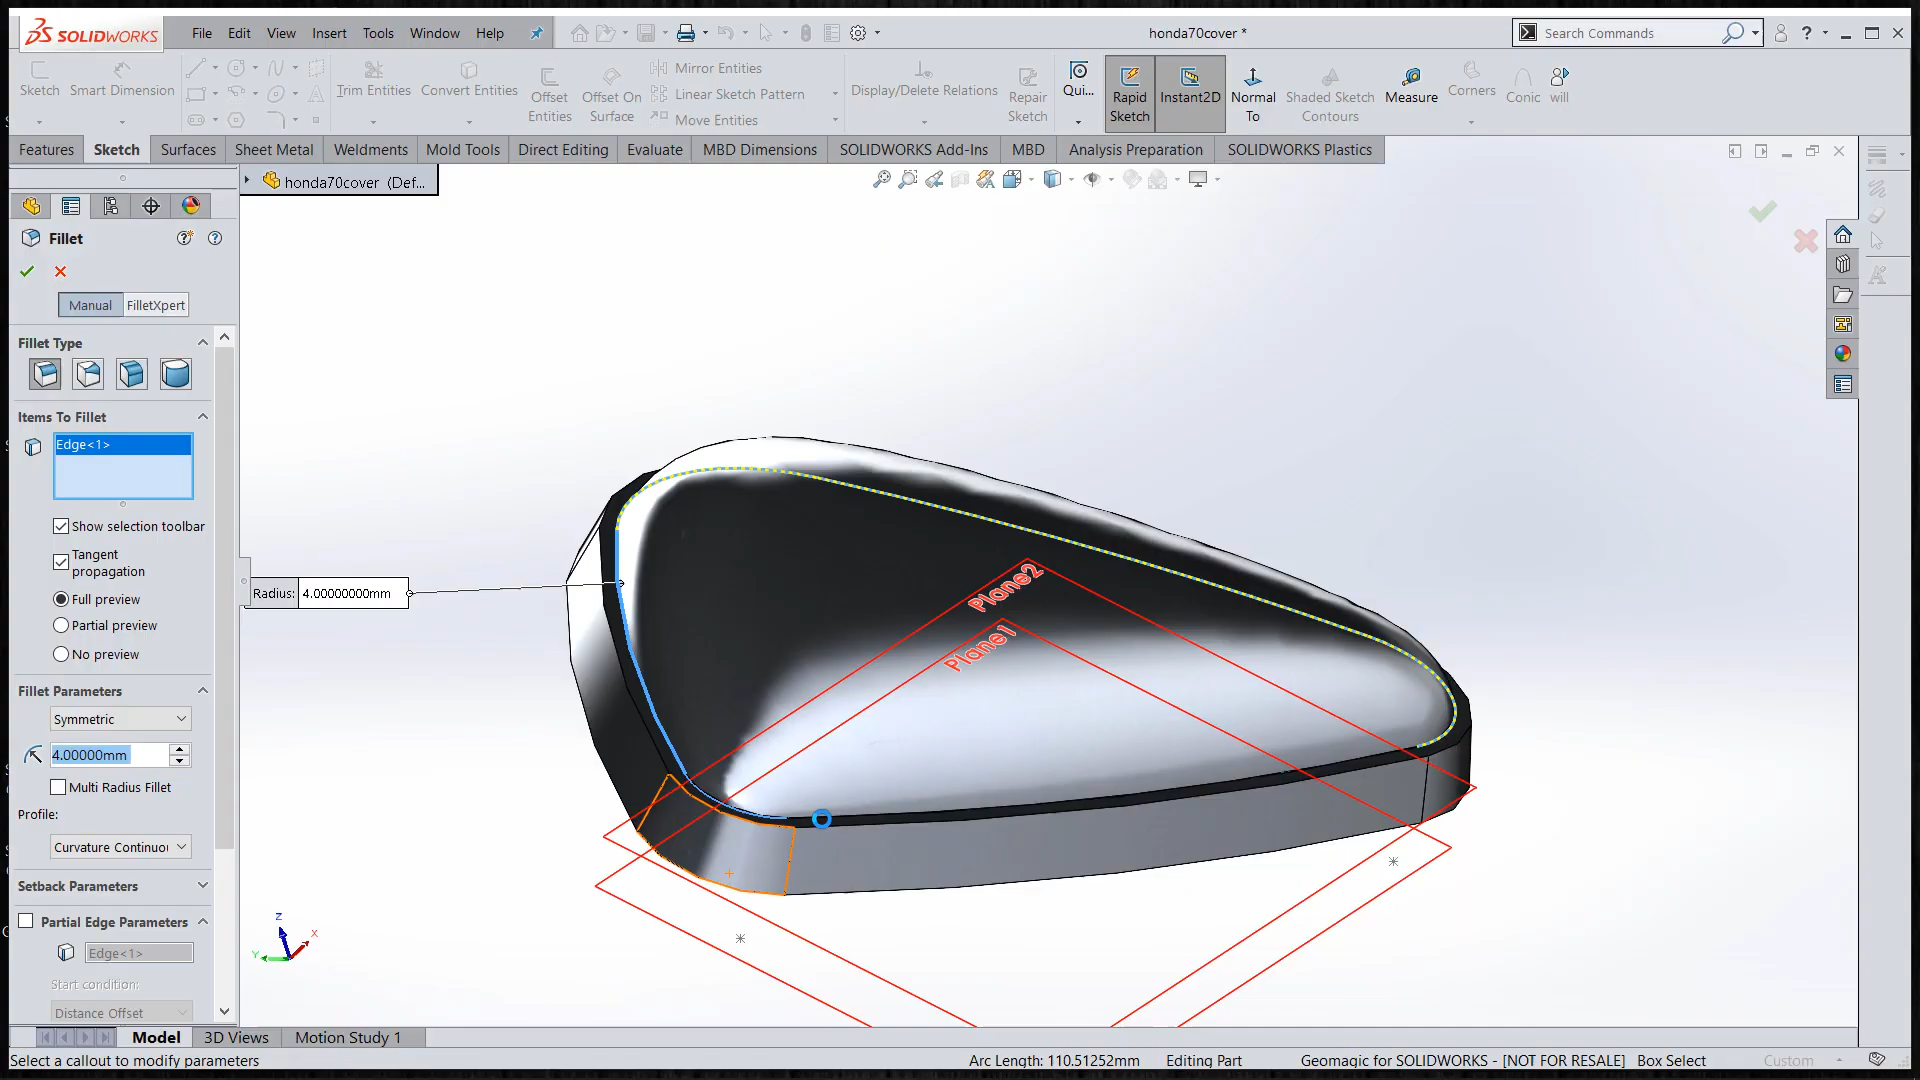 SOLIDWORKS File Edit View Insert Tools Window Help honda70cover * Search Commands ?
Sketch Smart Dimension Trim Entities Convert Entities Offset Entities Offset On Surface Mirror Entities Linear Sketch Pattern Move Entities Display/Delete Relations Repair Sketch Qui... Rapid Sketch Instant2D Normal To Shaded Sketch Contours Measure Corners Conic will
Features Sketch Surfaces Sheet Metal Weldments Mold Tools Direct Editing Evaluate MBD Dimensions SOLIDWORKS Add-Ins MBD Analysis Preparation SOLIDWORKS Plastics
honda70cover (Def...
Fillet
Manual FilletXpert
Fillet Type
Items To Fillet
Edge<1>
Show selection toolbar
Tangent
propagation
Full preview
Radius: 4.00000000mm
Partial preview
No preview
Plane2
Plane1
Fillet Parameters
Symmetric
4.00000mm
Multi Radius Fillet
Profile:
Curvature Continuou
Setback Parameters
Partial Edge Parameters
Edge<1>
Start condition:
Distance Offset
Z
X
Y
Model 3D Views Motion Study 1
Select a callout to modify parameters Arc Length: 110.51252mm Editing Part Geomagic for SOLIDWORKS - [NOT FOR RESALE] Box Select Custom